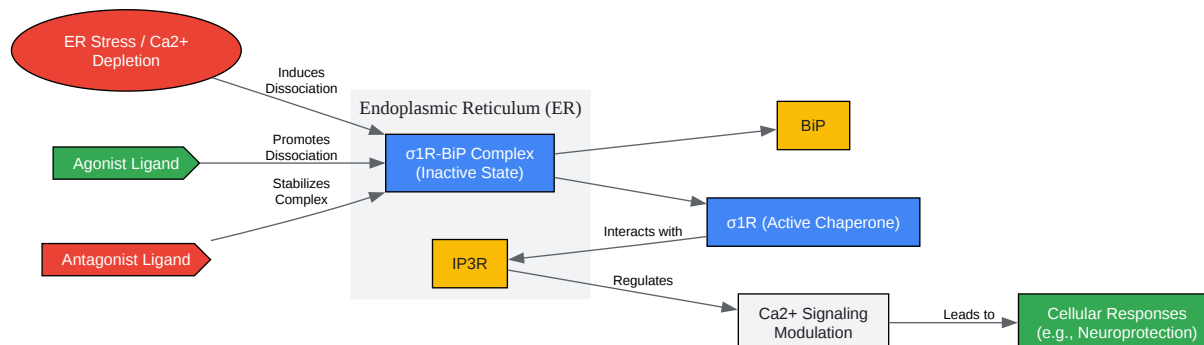 ER Stress / Ca2+
Depletion
Induces
Dissociation
Endoplasmic Reticulum (ER)
BiP
Promotes
Dissociation
Agonist Ligand
σ1R-BiP Complex
(Inactive State)
Stabilizes
Complex
σ1R (Active Chaperone)
Interacts with
Antagonist Ligand
IP3R
Regulates
Ca2+ Signaling
Modulation
Leads to
Cellular Responses
(e.g., Neuroprotection)